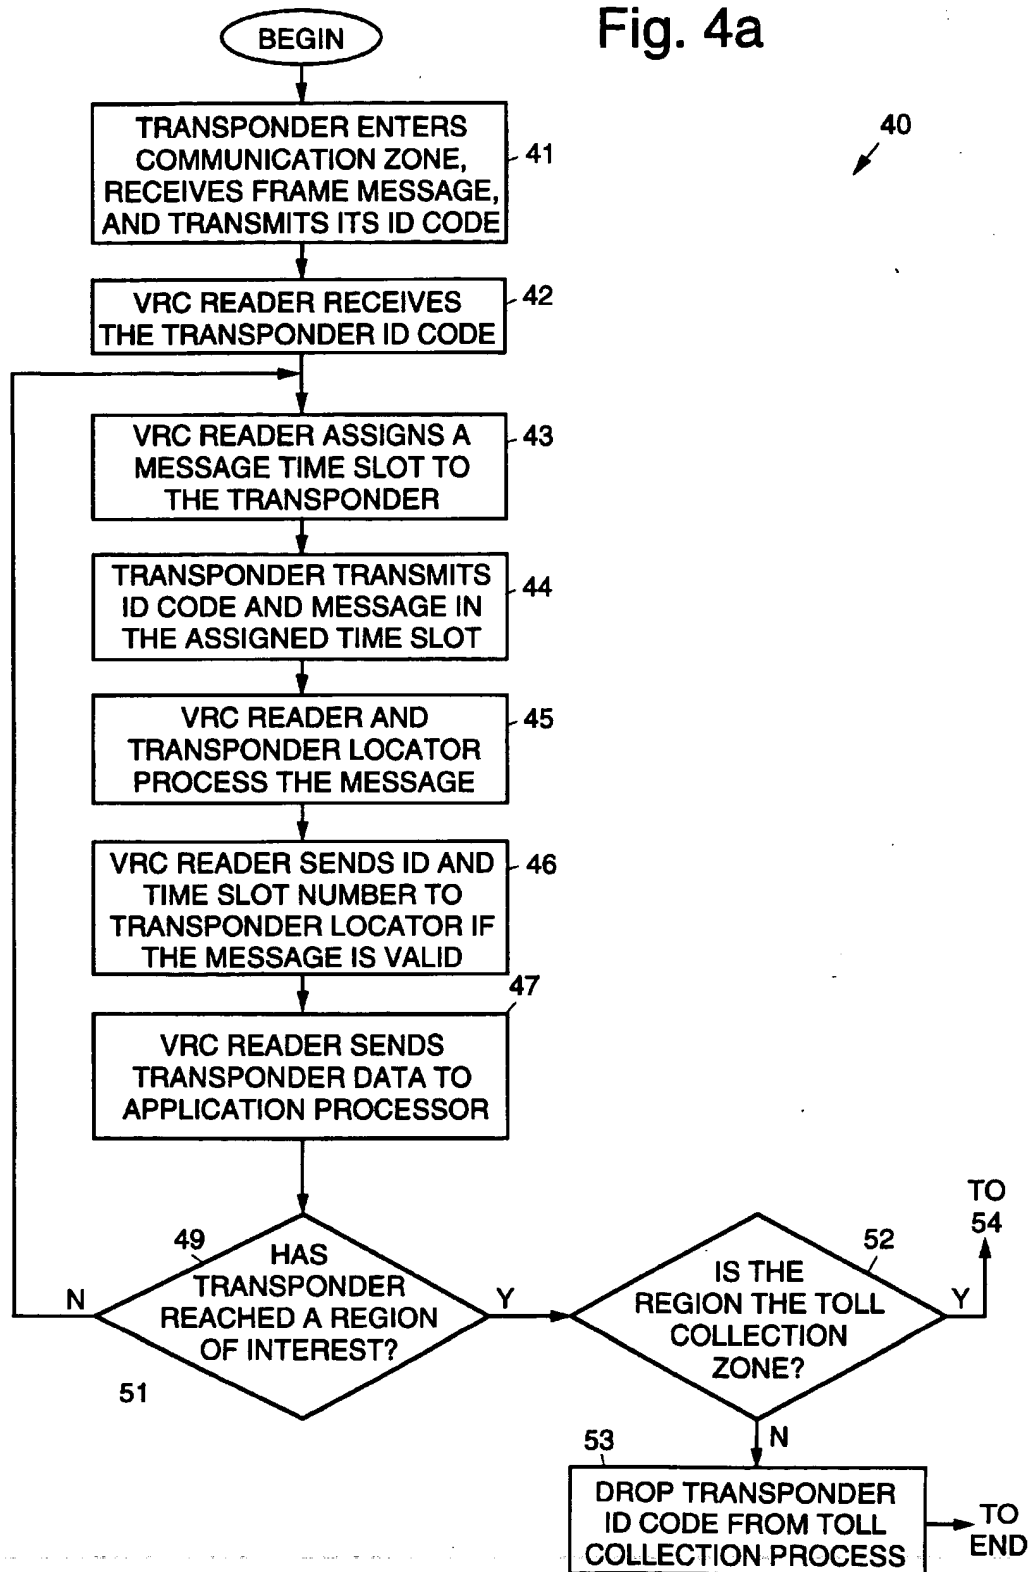 Fig. 4a
BEGIN
40
TRANSPONDER ENTERS
COMMUNICATION ZONE,
RECEIVES FRAME MESSAGE,
AND TRANSMITS ITS ID CODE
41
VRC READER RECEIVES
THE TRANSPONDER ID CODE
42
VRC READER ASSIGNS A
MESSAGE TIME SLOT TO
THE TRANSPONDER
43
TRANSPONDER TRANSMITS
ID CODE AND MESSAGE IN
THE ASSIGNED TIME SLOT
44
VRC READER AND
TRANSPONDER LOCATOR
PROCESS THE MESSAGE
45
VRC READER SENDS ID AND
TIME SLOT NUMBER TO
TRANSPONDER LOCATOR IF
THE MESSAGE IS VALID
46
47
VRC READER SENDS
TRANSPONDER DATA TO
APPLICATION PROCESSOR
49
HAS
TRANSPONDER
REACHED A REGION
OF INTEREST?
N
Y
51
52
IS THE
REGION THE TOLL
COLLECTION
ZONE?
Y
TO
54
N
53
DROP TRANSPONDER
ID CODE FROM TOLL
COLLECTION PROCESS
TO
END